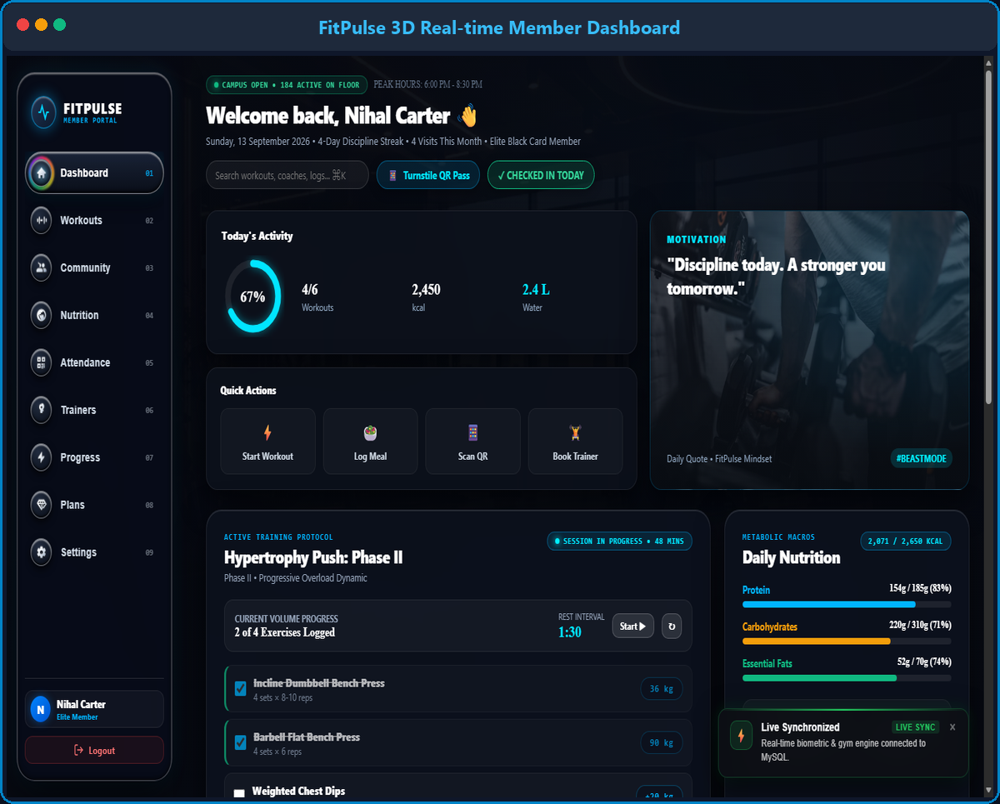 FitPulse 3D Real-time Member Dashboard
FITPULSE
MEMBER PORTAL
Dashboard 01
Workouts 02
Community 03
Nutrition 04
Attendance 05
Trainers 06
Progress 07
Plans 08
Settings 09
N
Nihal Carter
Elite Member
Logout
CAMPUS OPEN • 184 ACTIVE ON FLOOR PEAK HOURS: 6:00 PM - 8:30 PM
Welcome back, Nihal Carter 👋
Sunday, 13 September 2026 • 4-Day Discipline Streak • 4 Visits This Month • Elite Black Card Member
Search workouts, coaches, logs... ⌘K
Turnstile QR Pass
✓ CHECKED IN TODAY
Today's Activity
67%
4/6
Workouts
2,450
kcal
2.4 L
Water
MOTIVATION
"Discipline today. A stronger you
tomorrow."
Daily Quote • FitPulse Mindset
#BEASTMODE
Quick Actions
Start Workout
Log Meal
Scan QR
Book Trainer
ACTIVE TRAINING PROTOCOL
Hypertrophy Push: Phase II
Phase II • Progressive Overload Dynamic
SESSION IN PROGRESS • 48 MINS
CURRENT VOLUME PROGRESS
2 of 4 Exercises Logged
REST INTERVAL
1:30
Start ▶
↻
Incline Dumbbell Bench Press
4 sets × 8-10 reps
36 kg
Barbell Flat Bench Press
4 sets × 6 reps
90 kg
Weighted Chest Dips
+20 kg
METABOLIC MACROS
Daily Nutrition
2,071 / 2,650 KCAL
Protein 154g / 185g (83%)
Carbohydrates 220g / 310g (71%)
Essential Fats 52g / 70g (74%)
Live Synchronized
LIVE SYNC
X
Real-time biometric & gym engine connected to
MySQL.